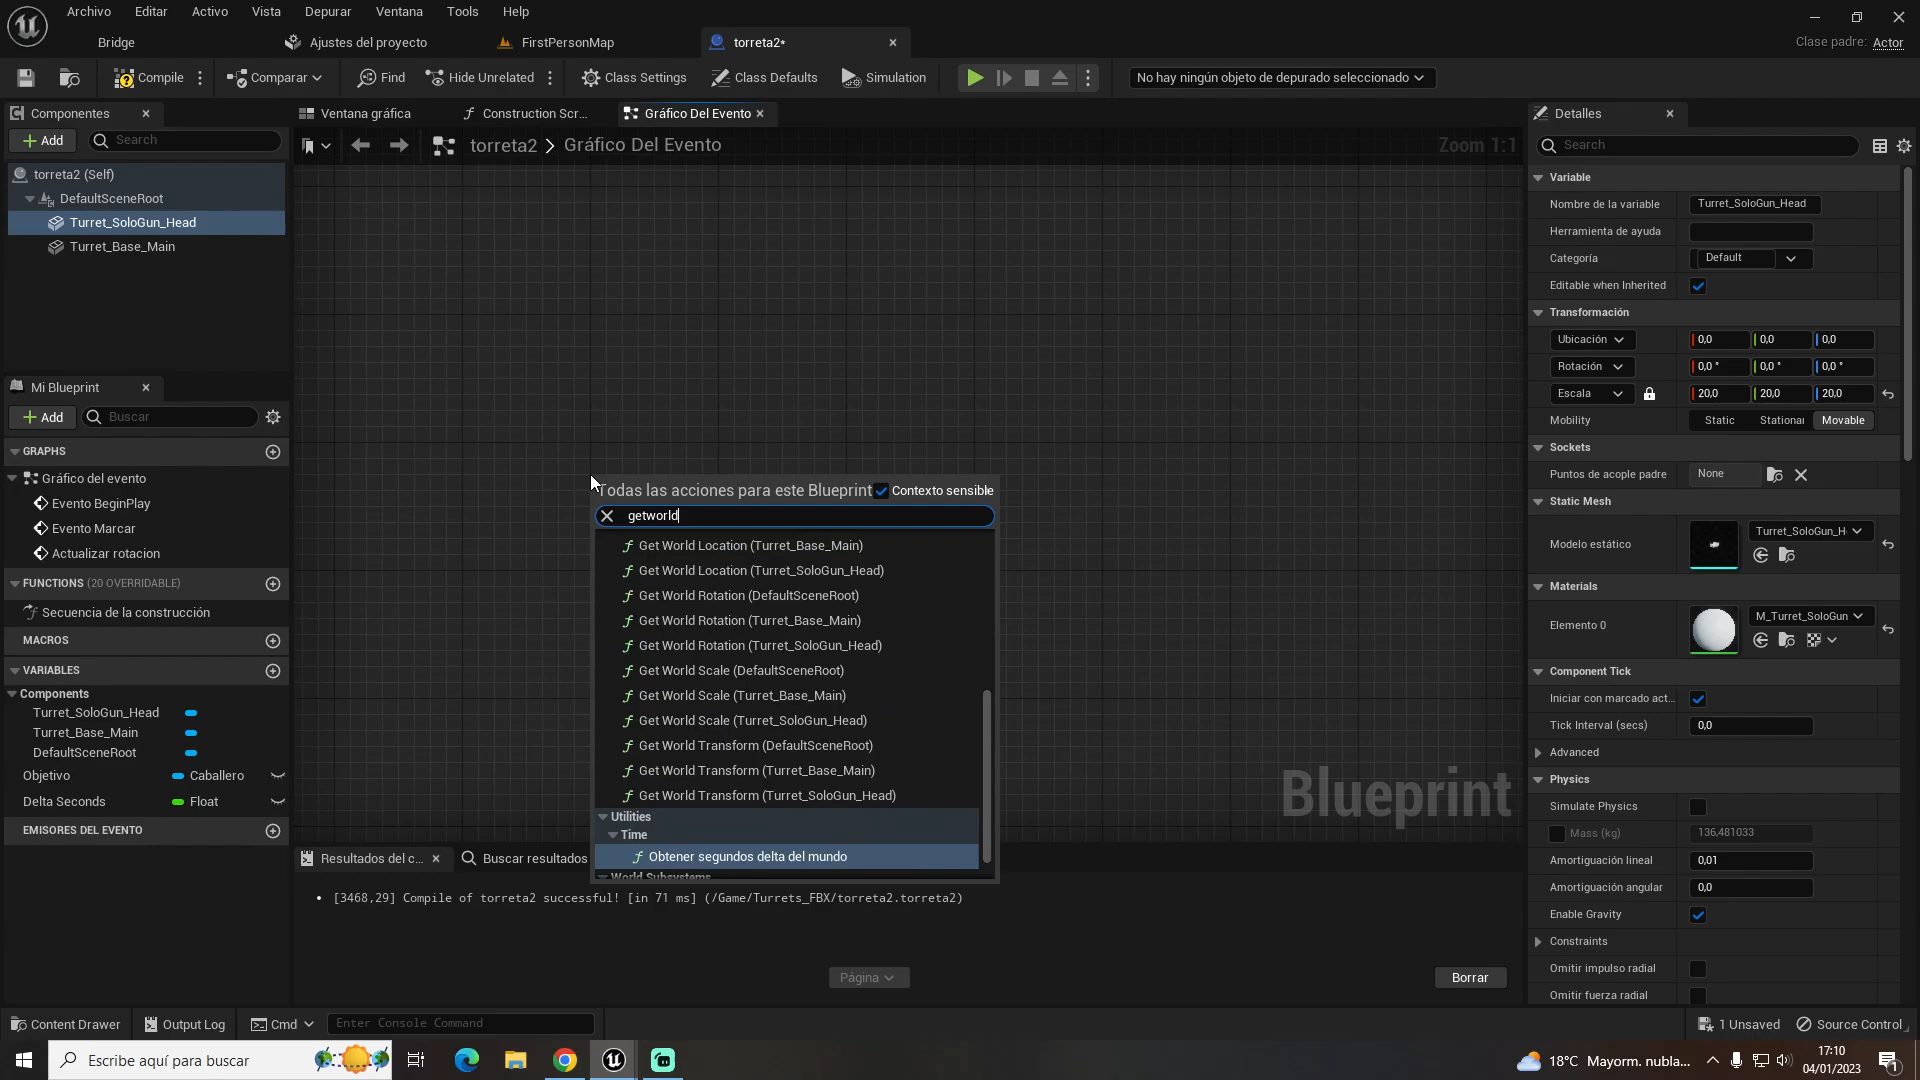 Archivo Editar Activo Vista Depurar Ventana Tools Help
Bridge Ajustes del proyecto FirstPersonMap torreta2*
Clase padre: Actor
Compile Comparar Find Hide Unrelated Class Settings Class Defaults Simulation No hay ningún objeto de depurado seleccionado
Componentes
Add Search
torreta2 (Self)
DefaultSceneRoot
Turret_SoloGun_Head
Turret_Base_Main
Mi Blueprint
Add Buscar
GRAPHS
Gráfico del evento
Evento BeginPlay
Evento Marcar
Actualizar rotacion
FUNCTIONS (20 OVERRIDABLE)
Secuencia de la construcción
MACROS
VARIABLES
Components
Turret_SoloGun_Head
Turret_Base_Main
DefaultSceneRoot
Objetivo Caballero
Delta Seconds Float
EMISORES DEL EVENTO
Ventana gráfica Construction Scr... Gráfico Del Evento
torreta2 > Gráfico Del Evento
Zoom 1:1
Todas las acciones para este Blueprint Contexto sensible
getworld
Get World Location (Turret_Base_Main)
Get World Location (Turret_SoloGun_Head)
Get World Rotation (DefaultSceneRoot)
Get World Rotation (Turret_Base_Main)
Get World Rotation (Turret_SoloGun_Head)
Get World Scale (DefaultSceneRoot)
Get World Scale (Turret_Base_Main)
Get World Scale (Turret_SoloGun_Head)
Get World Transform (DefaultSceneRoot)
Get World Transform (Turret_Base_Main)
Get World Transform (Turret_SoloGun_Head)
Utilities
Time
Obtener segundos delta del mundo
World Subsystems
Blueprint
Resultados del c... Buscar resultados
[3468,29] Compile of torreta2 successful! [in 71 ms] (/Game/Turrets_FBX/torreta2.torreta2)
Página Borrar
Detalles
Search
Variable
Nombre de la variable Turret_SoloGun_Head
Herramienta de ayuda
Categoría Default
Editable when Inherited
Transformación
Ubicación 0,0 0,0 0,0
Rotación 0,0 ° 0,0 ° 0,0 °
Escala 20,0 20,0 20,0
Mobility Static Stationar Movable
Sockets
Puntos de acople padre None
Static Mesh
Modelo estático Turret_SoloGun_H
Materials
Elemento 0 M_Turret_SoloGun
Component Tick
Iniciar con marcado act...
Tick Interval (secs) 0,0
Advanced
Physics
Simulate Physics
Mass (kg) 136,481033
Amortiguación lineal 0,01
Amortiguación angular 0,0
Enable Gravity
Constraints
Omitir impulso radial
Omitir fuerza radial
Content Drawer Output Log Cmd Enter Console Command 1 Unsaved Source Control
Escribe aquí para buscar 18°C Mayorm. nubla... 17:10
04/01/2023
1